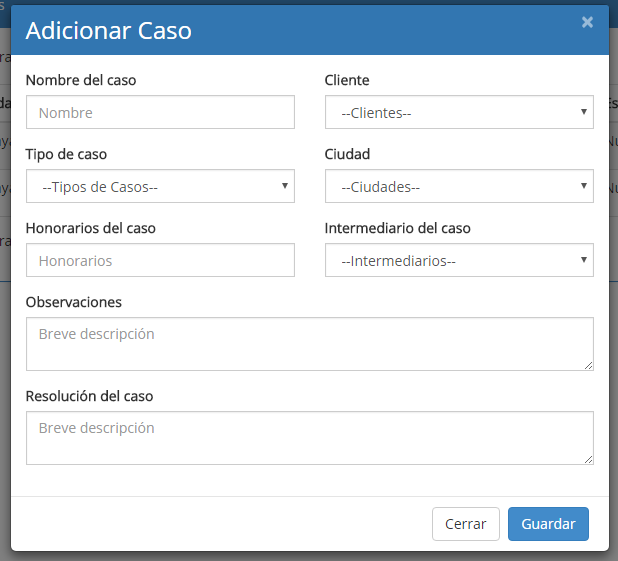 Adicionar Caso ×
Nombre del caso Cliente
Nombre --Clientes--
Tipo de caso Ciudad
--Tipos de Casos-- --Ciudades--
Honorarios del caso Intermediario del caso
Honorarios --Intermediarios--
Observaciones
Breve descripción
Resolución del caso
Breve descripción
Cerrar Guardar